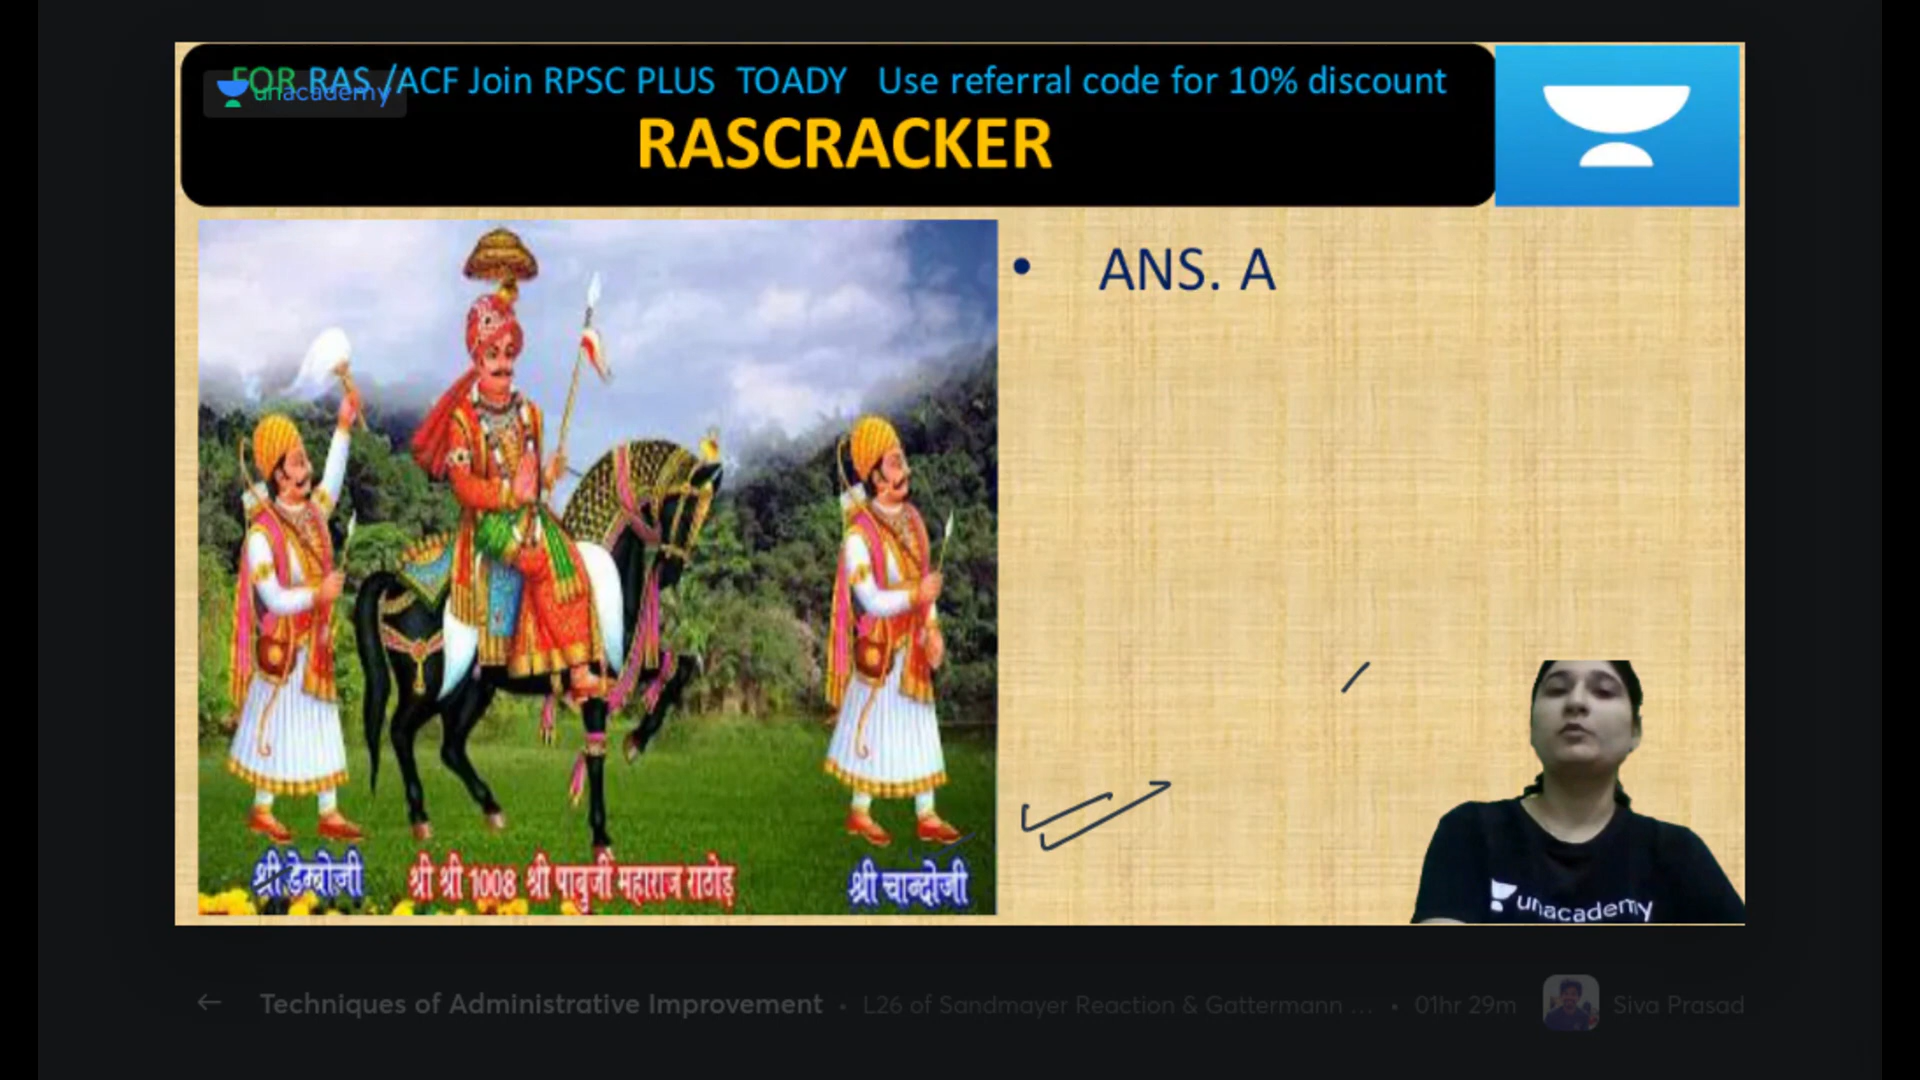 FOR RAS /ACF Join RPSC PLUS TOADY Use referral code for 10% discount
unacademy
RASCRACKER
• ANS. A
श्री डेम्बोजी
श्री श्री 1008 श्री पाबुजी महाराज राठोड़
श्री चान्दोजी
unacademy
Techniques of Administrative Improvement • L26 of Sandmayer Reaction & Gattermann ... • 01hr 29m Siva Prasad